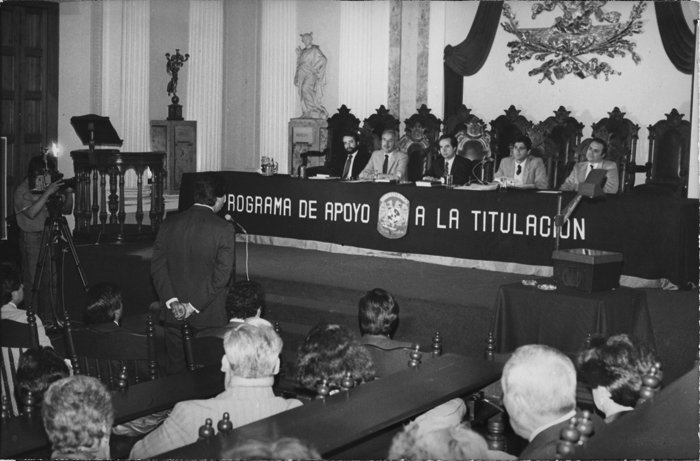 PROGRAMA DE APOYO A LA TITULACION